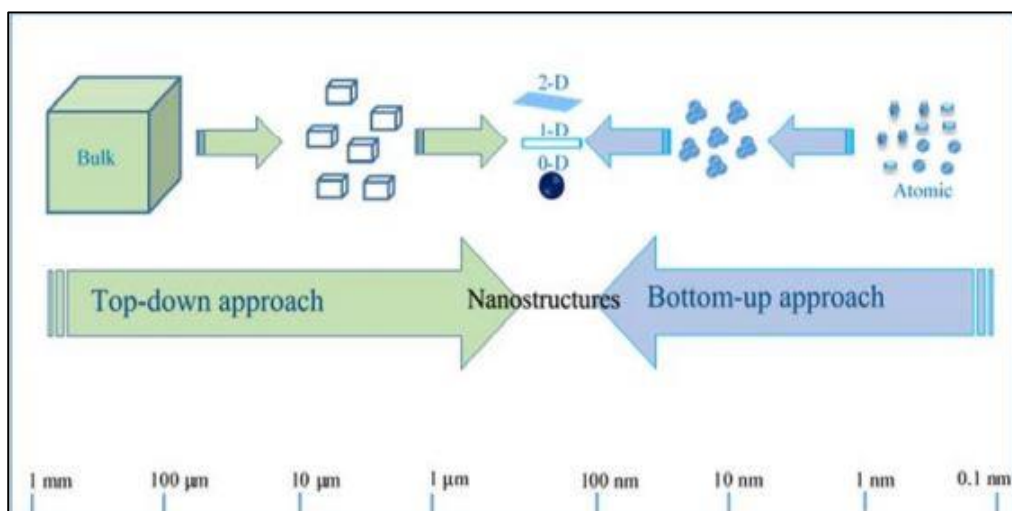 2-D
Bulk
1-D
0-D
Atomic
Top-down approach
Nanostructures
Bottom-up approach
1 mm
100 µm
10 µm
1 µm
100 nm
10 nm
1 nm
0.1 nm